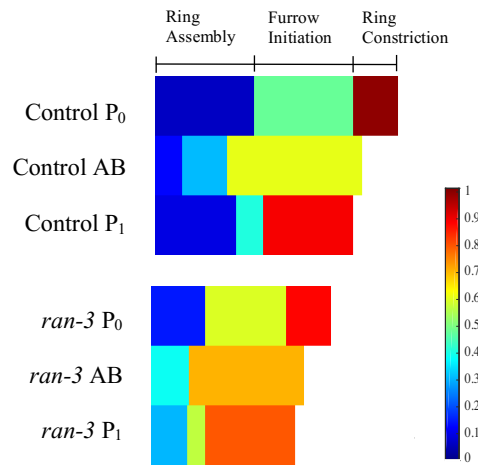 Ring Assembly
Furrow Initiation
Ring Constriction
Control P₀
Control AB
Control P₁
ran-3 P₀
ran-3 AB
ran-3 P₁
1
0.9
0.8
0.7
0.6
0.5
0.4
0.3
0.2
0.1
0